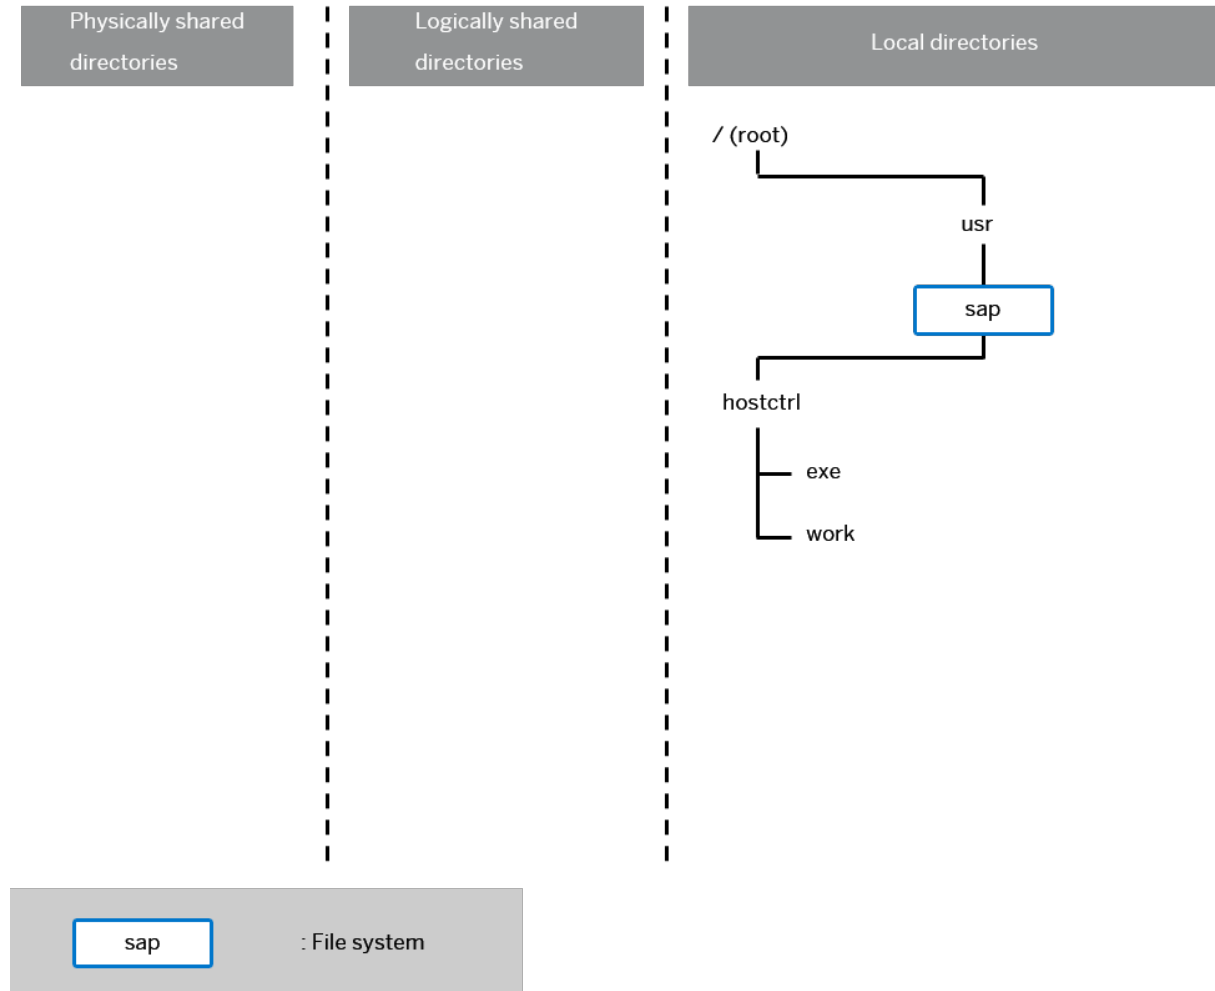 Physically shared
directories
Logically shared
directories
Local directories
/ (root)
usr
sap
hostctrl
exe
work
sap
: File system